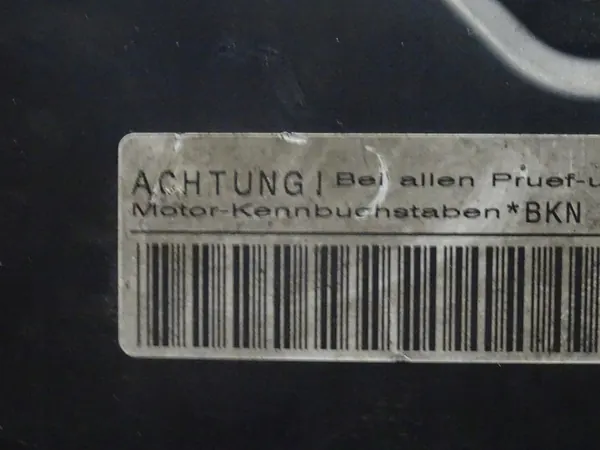 ACHTUNG! Bei allen Pruef-u
Motor-Kennbuchstaben*BKN